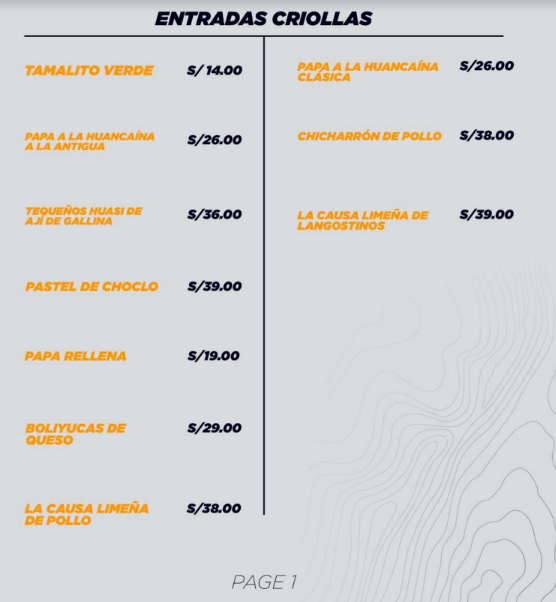 ENTRADAS CRIOLLAS
TAMALITO VERDE S/ 14.00
PAPA A LA HUANCAÍNA
A LA ANTIGUA
S/26.00
TEQUEÑOS HUASI DE
AJÍ DE GALLINA
S/36.00
PASTEL DE CHOCLO S/39.00
PAPA RELLENA S/19.00
BOLIYUCAS DE
QUESO
S/29.00
LA CAUSA LIMEÑA
DE POLLO
S/38.00
PAPA A LA HUANCAÍNA
CLÁSICA
S/26.00
CHICHARRÓN DE POLLO S/38.00
LA CAUSA LIMEÑA DE
LANGOSTINOS
S/39.00
PAGE 1